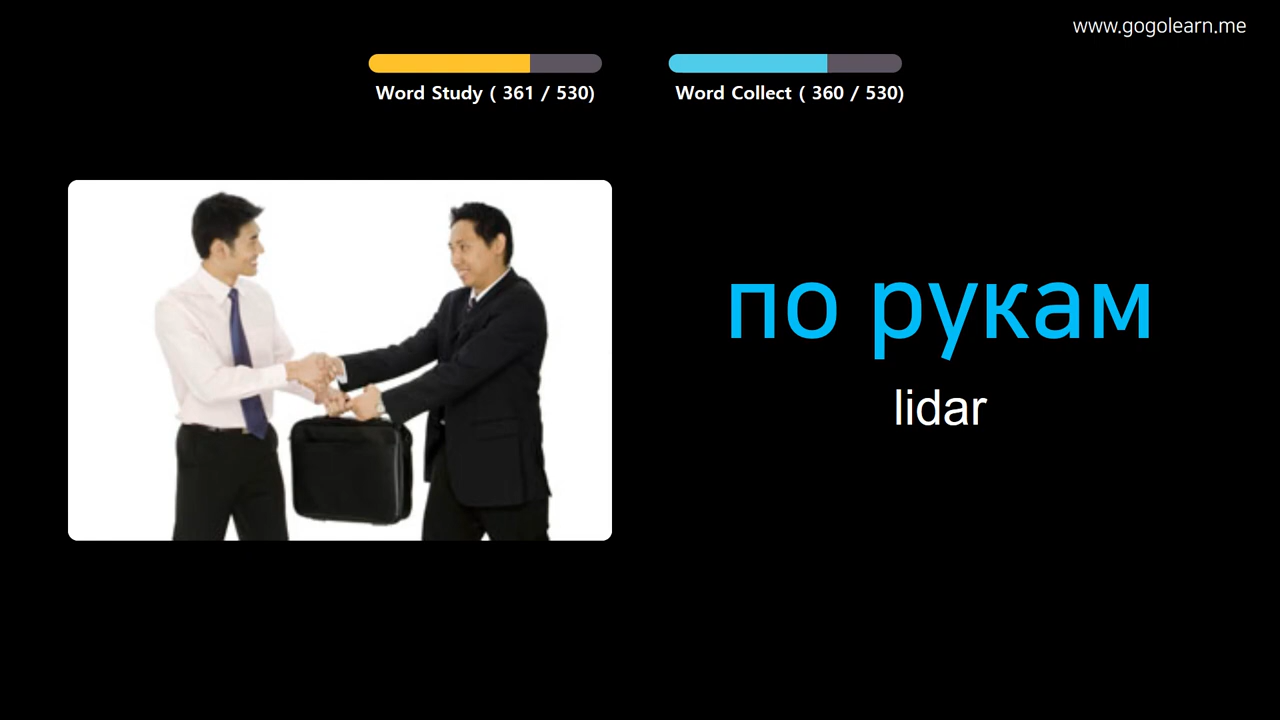 www.gogolearn.me
Word Study ( 361 / 530)
Word Collect ( 360 / 530)
по рукам
lidar